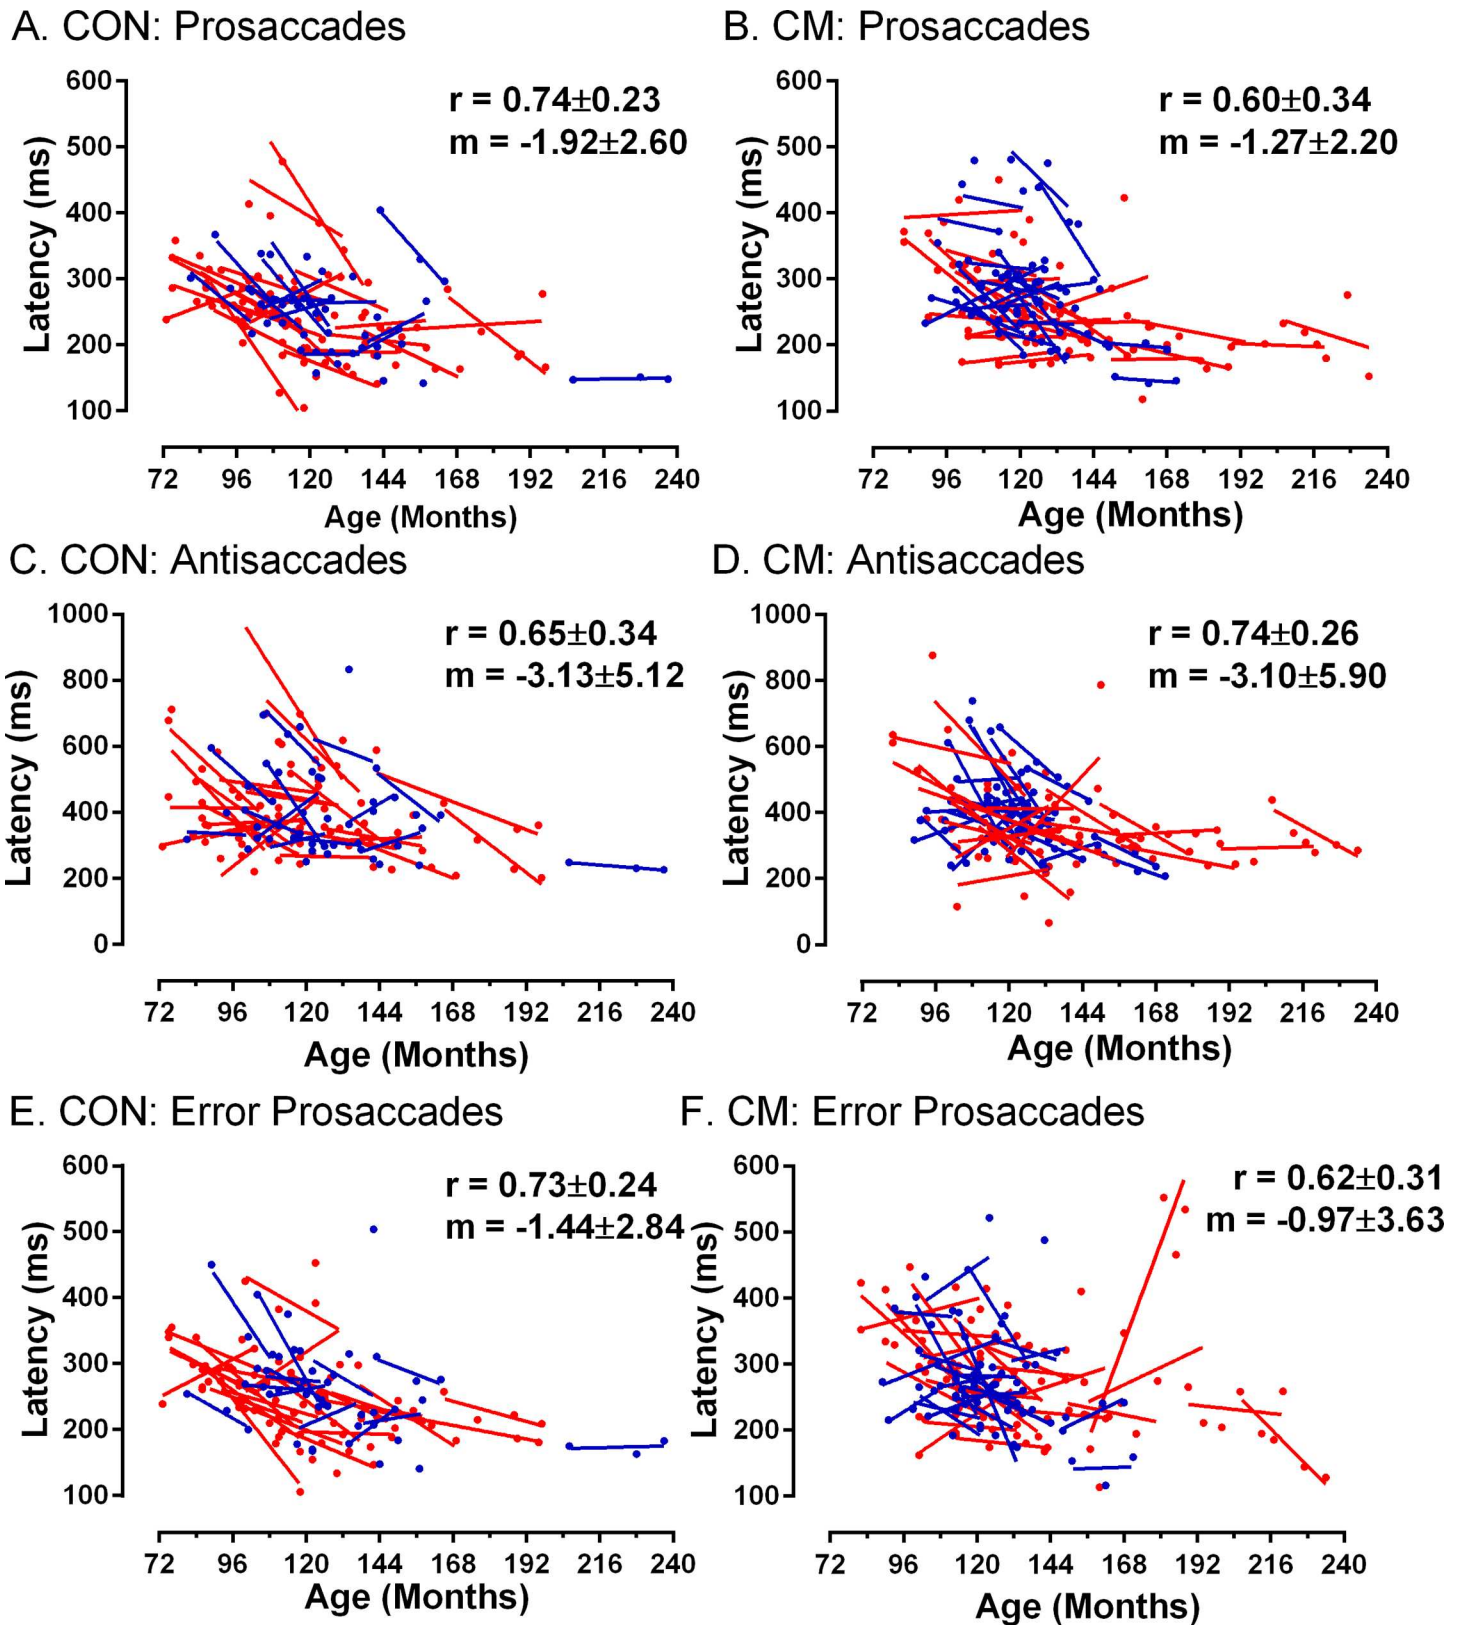 A. CON: Prosaccades
r = 0.74±0.23
m = -1.92±2.60
Latency (ms)
600
500
400
300
200
100
72 96 120 144 168 192 216 240
Age (Months)
B. CM: Prosaccades
r = 0.60±0.34
m = -1.27±2.20
Latency (ms)
600
500
400
300
200
100
72 96 120 144 168 192 216 240
Age (Months)
C. CON: Antisaccades
r = 0.65±0.34
m = -3.13±5.12
Latency (ms)
1000
800
600
400
200
0
72 96 120 144 168 192 216 240
Age (Months)
D. CM: Antisaccades
r = 0.74±0.26
m = -3.10±5.90
Latency (ms)
1000
800
600
400
200
0
72 96 120 144 168 192 216 240
Age (Months)
E. CON: Error Prosaccades
r = 0.73±0.24
m = -1.44±2.84
Latency (ms)
600
500
400
300
200
100
72 96 120 144 168 192 216 240
Age (Months)
F. CM: Error Prosaccades
r = 0.62±0.31
m = -0.97±3.63
Latency (ms)
600
500
400
300
200
100
72 96 120 144 168 192 216 240
Age (Months)